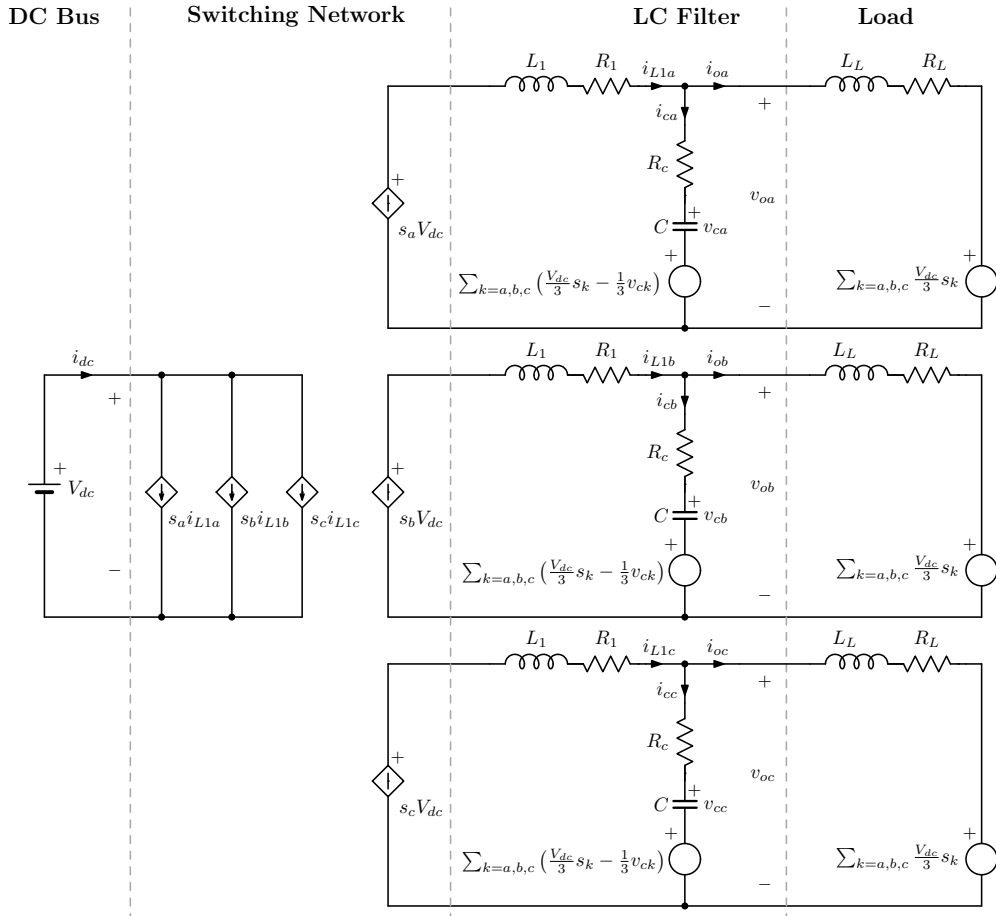 DC Bus Switching Network LC Filter Load
$L_1$ $R_1$ $i_{L1a}$ $i_{oa}$ $L_L$ $R_L$
+
$i_{ca}$
$R_c$
+ $v_{oa}$
+
$s_a V_{dc}$ $C$ $v_{ca}$
+ +
$\sum_{k=a,b,c} \left( \frac{V_{dc}}{3} s_k - \frac{1}{3} v_{ck} \right)$ $\sum_{k=a,b,c} \frac{V_{dc}}{3} s_k$
−
$i_{dc}$ $L_1$ $R_1$ $i_{L1b}$ $i_{ob}$ $L_L$ $R_L$
+ +
$i_{cb}$
$R_c$
+ + $v_{ob}$
$V_{dc}$ +
$s_a i_{L1a}$ $s_b i_{L1b}$ $s_c i_{L1c}$ $s_b V_{dc}$ $C$ $v_{cb}$
+ +
− $\sum_{k=a,b,c} \left( \frac{V_{dc}}{3} s_k - \frac{1}{3} v_{ck} \right)$ $\sum_{k=a,b,c} \frac{V_{dc}}{3} s_k$
−
$L_1$ $R_1$ $i_{L1c}$ $i_{oc}$ $L_L$ $R_L$
+
$i_{cc}$
$R_c$
+ $v_{oc}$
+
$s_c V_{dc}$ $C$ $v_{cc}$
+ +
$\sum_{k=a,b,c} \left( \frac{V_{dc}}{3} s_k - \frac{1}{3} v_{ck} \right)$ $\sum_{k=a,b,c} \frac{V_{dc}}{3} s_k$
−